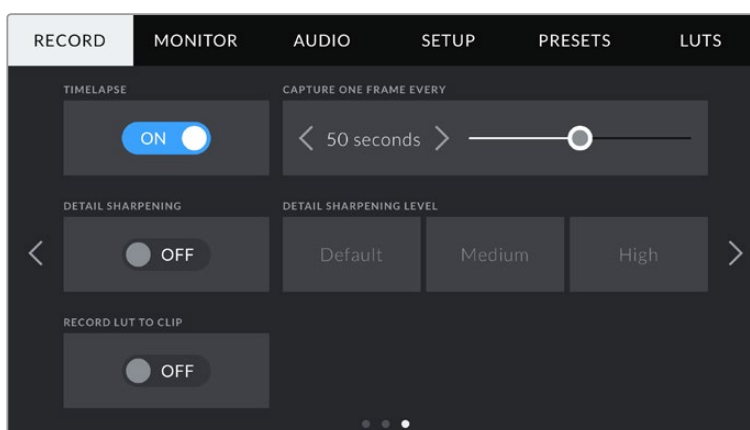 RECORD MONITOR AUDIO SETUP PRESETS LUTS
TIMELAPSE CAPTURE ONE FRAME EVERY
ON 50 seconds
DETAIL SHARPENING DETAIL SHARPENING LEVEL
OFF Default Medium High
RECORD LUT TO CLIP
OFF